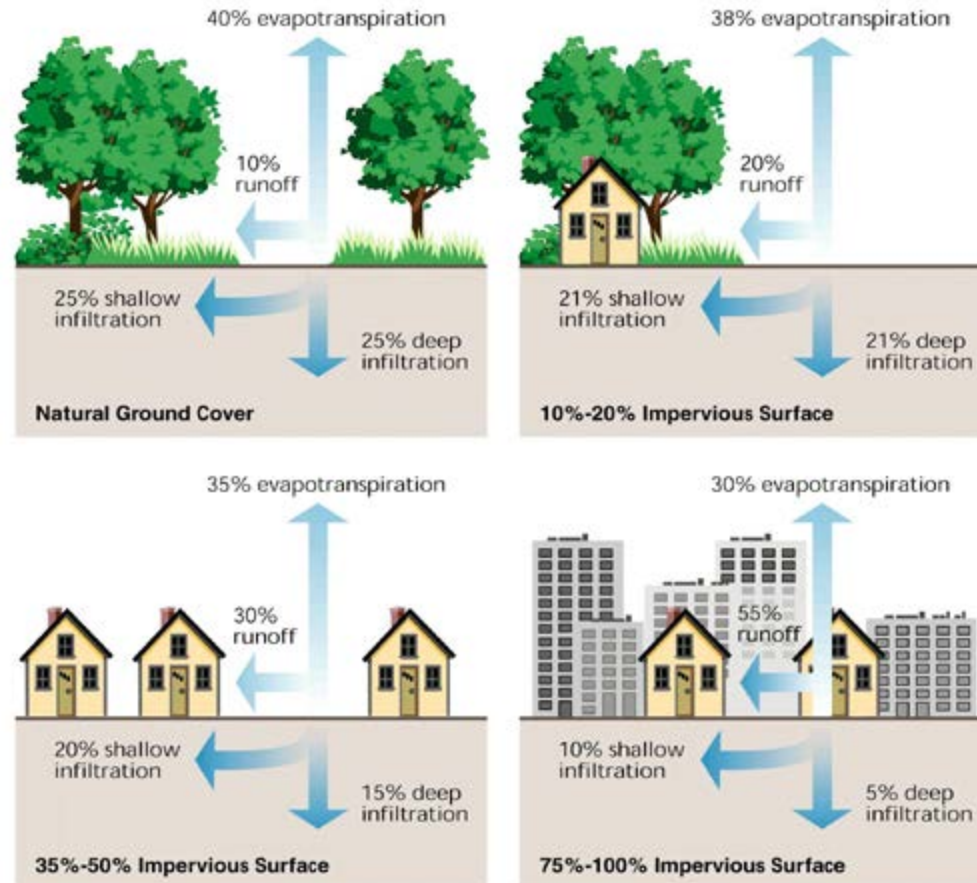 40% evapotranspiration
10%
runoff
25% shallow
infiltration
25% deep
infiltration
Natural Ground Cover
38% evapotranspiration
20%
runoff
21% shallow
infiltration
21% deep
infiltration
10%-20% Impervious Surface
35% evapotranspiration
30%
runoff
20% shallow
infiltration
15% deep
infiltration
35%-50% Impervious Surface
30% evapotranspiration
55%
runoff
10% shallow
infiltration
5% deep
infiltration
75%-100% Impervious Surface